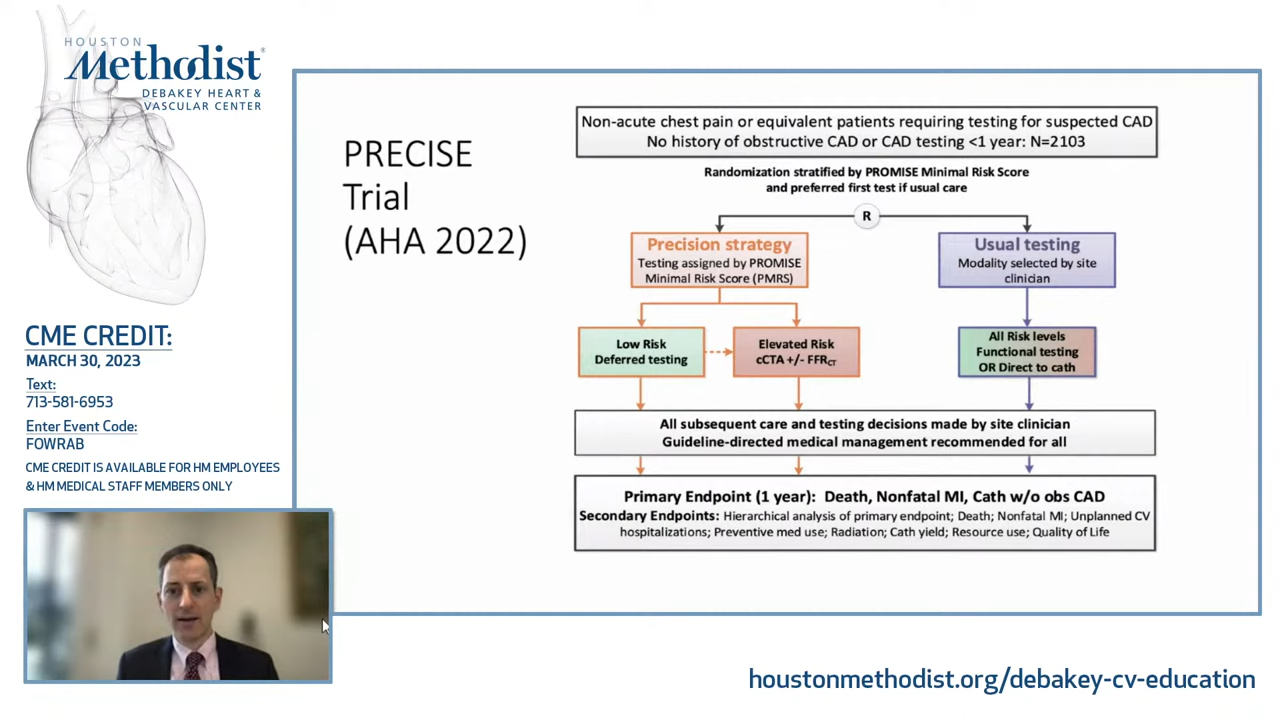 HOUSTON
Methodist®
DEBAKEY HEART &
VASCULAR CENTER
CME CREDIT:
MARCH 30, 2023
Text:
713-581-6953
Enter Event Code:
FOWRAB
CME CREDIT IS AVAILABLE FOR HM EMPLOYEES
& HM MEDICAL STAFF MEMBERS ONLY
PRECISE
Trial
(AHA 2022)
Non-acute chest pain or equivalent patients requiring testing for suspected CAD
No history of obstructive CAD or CAD testing <1 year: N=2103
Randomization stratified by PROMISE Minimal Risk Score
and preferred first test if usual care
R
Precision strategy
Testing assigned by PROMISE
Minimal Risk Score (PMRS)
Usual testing
Modality selected by site
clinician
Low Risk
Deferred testing
Elevated Risk
cCTA +/- FFRCT
All Risk levels
Functional testing
OR Direct to cath
All subsequent care and testing decisions made by site clinician
Guideline-directed medical management recommended for all
Primary Endpoint (1 year): Death, Nonfatal MI, Cath w/o obs CAD
Secondary Endpoints: Hierarchical analysis of primary endpoint; Death; Nonfatal MI; Unplanned CV
hospitalizations; Preventive med use; Radiation; Cath yield; Resource use; Quality of Life
houstonmethodist.org/debakey-cv-education